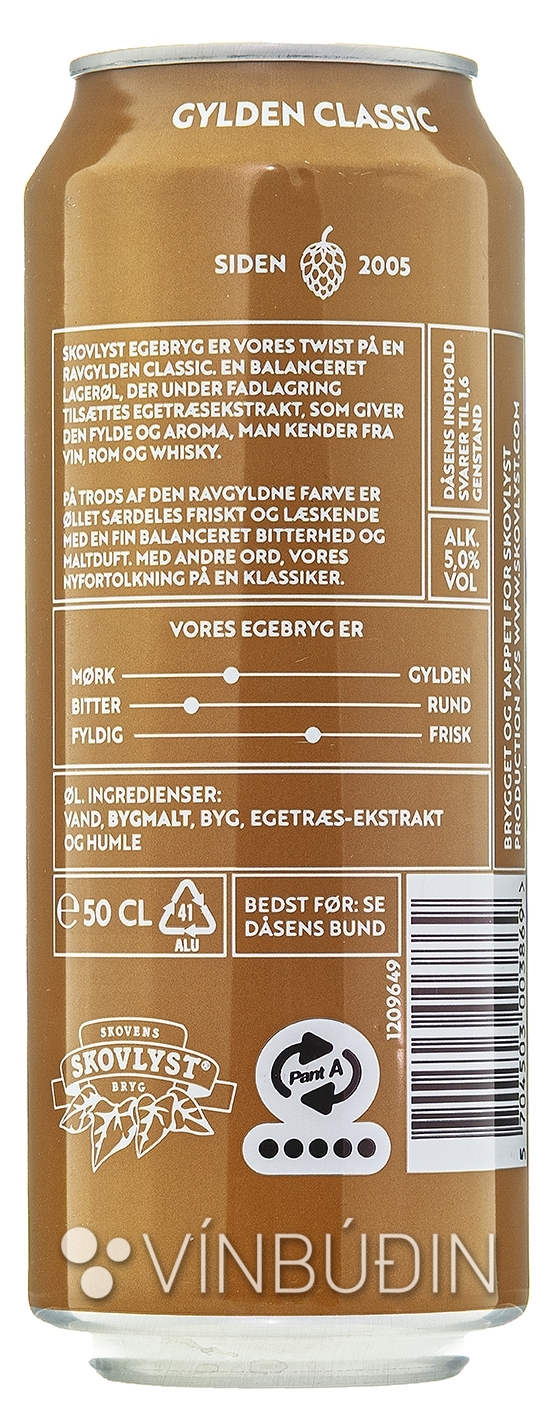 GYLDEN CLASSIC
SIDEN 2005
SKOVLYST EGEBRYG ER VORES TWIST PÅ EN
RAVGYLDEN CLASSIC. EN BALANCERET
LAGERØL, DER UNDER FADLAGRING
TILSÆTTES EGETRÆSEKSTRAKT, SOM GIVER
DEN FYLDE OG AROMA, MAN KENDER FRA
VIN, ROM OG WHISKY.
PÅ TRODS AF DEN RAVGYLDNE FARVE ER
ØLLET SÆRDELES FRISKT OG LÆSKENDE
MED EN FIN BALANCERET BITTERHED OG
MALTDUFT. MED ANDRE ORD, VORES
NYFORTOLKNING PÅ EN KLASSIKER.
DÅSENS INDHOLD
SVARER TIL 1,6
GENSTAND
ALK.
5,0%
VOL
BRYGGET OG TAPPET FOR SKOVLYST
PRODUCTION A/S WWW.SKOVLYST.COM
VORES EGEBRYG ER
MØRK GYLDEN
BITTER RUND
FYLDIG FRISK
ØL. INGREDIENSER:
VAND, BYGMALT, BYG, EGETRÆS-EKSTRAKT
OG HUMLE
℮ 50 CL
41
ALU
BEDST FØR: SE
DÅSENS BUND
1209649
5 704503 003869 >
SKOVENS
SKOVLYST®
BRYG
Pant A
VÍNBÚÐIN